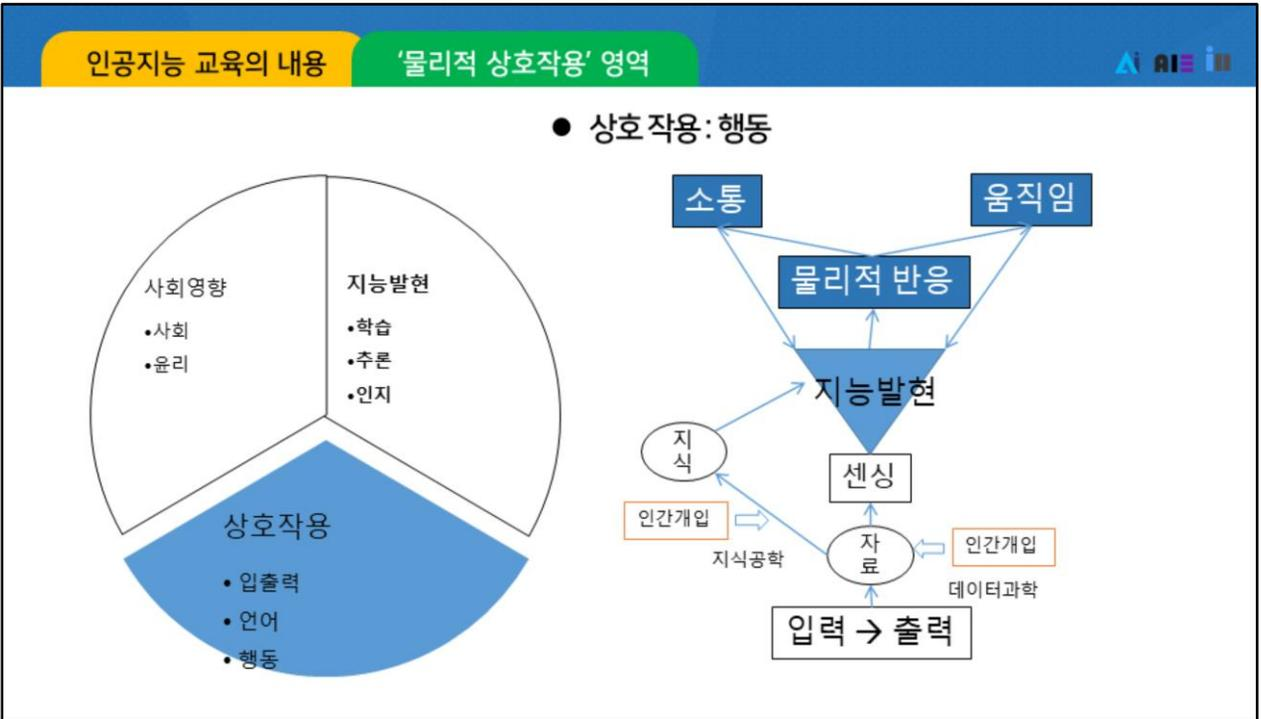 인공지능 교육의 내용
‘물리적 상호작용’ 영역
Ai AIE
● 상호 작용 : 행동
사회영향
•사회
•윤리
지능발현
•학습
•추론
•인지
상호작용
• 입출력
• 언어
• 행동
소통
움직임
물리적 반응
지능발현
지
식
센싱
인간개입
지식공학
자
료
인간개입
데이터과학
입력 → 출력